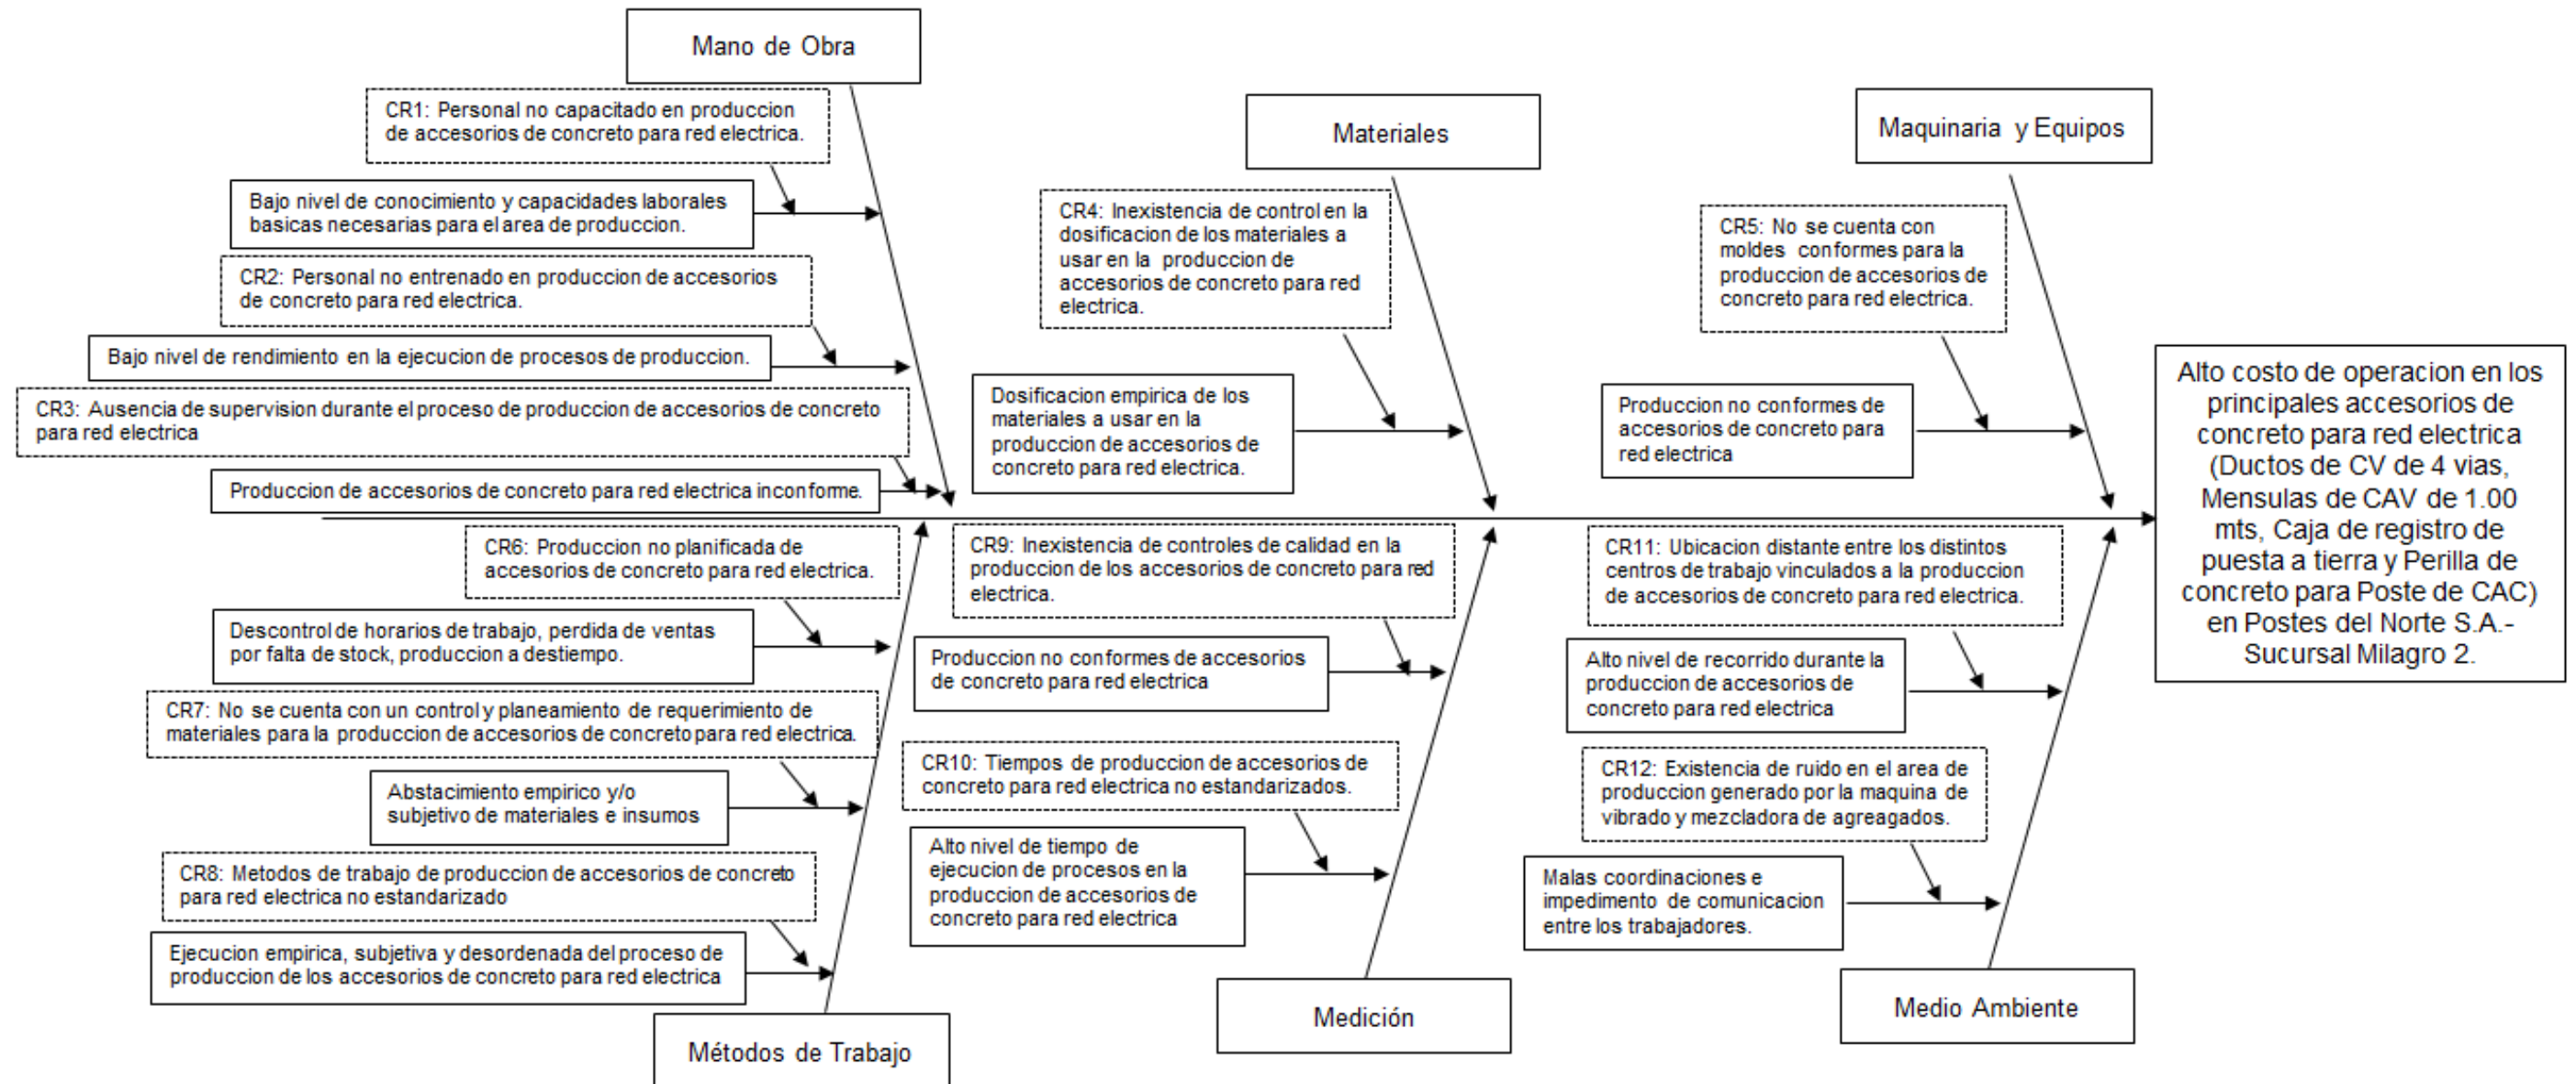 Mano de Obra
CR1: Personal no capacitado en produccion
de accesorios de concreto para red electrica.
Bajo nivel de conocimiento y capacidades laborales
basicas necesarias para el area de produccion.
CR2: Personal no entrenado en produccion de accesorios
de concreto para red electrica.
Bajo nivel de rendimiento en la ejecucion de procesos de produccion.
CR3: Ausencia de supervision durante el proceso de produccion de accesorios de concreto
para red electrica
Produccion de accesorios de concreto para red electrica inconforme.
Materiales
CR4: Inexistencia de control en la
dosificacion de los materiales a
usar en la produccion de
accesorios de concreto para red
electrica.
Dosificacion empirica de los
materiales a usar en la
produccion de accesorios de
concreto para red electrica.
Maquinaria y Equipos
CR5: No se cuenta con
moldes conformes para la
produccion de accesorios de
concreto para red electrica.
Produccion no conformes de
accesorios de concreto para
red electrica
Alto costo de operacion en los
principales accesorios de
concreto para red electrica
(Ductos de CV de 4 vias,
Mensulas de CAV de 1.00
mts, Caja de registro de
puesta a tierra y Perilla de
concreto para Poste de CAC)
en Postes del Norte S.A.-
Sucursal Milagro 2.
CR6: Produccion no planificada de
accesorios de concreto para red electrica.
Descontrol de horarios de trabajo, perdida de ventas
por falta de stock, produccion a destiempo.
CR7: No se cuenta con un control y planeamiento de requerimiento de
materiales para la produccion de accesorios de concreto para red electrica.
Abstacimiento empirico y/o
subjetivo de materiales e insumos
CR8: Metodos de trabajo de produccion de accesorios de concreto
para red electrica no estandarizado
Ejecucion empirica, subjetiva y desordenada del proceso de
produccion de los accesorios de concreto para red electrica
Métodos de Trabajo
CR9: Inexistencia de controles de calidad en la
produccion de los accesorios de concreto para red
electrica.
Produccion no conformes de accesorios
de concreto para red electrica
CR10: Tiempos de produccion de accesorios de
concreto para red electrica no estandarizados.
Alto nivel de tiempo de
ejecucion de procesos en la
produccion de accesorios de
concreto para red electrica
Medición
CR11: Ubicacion distante entre los distintos
centros de trabajo vinculados a la produccion
de accesorios de concreto para red electrica.
Alto nivel de recorrido durante la
produccion de accesorios de
concreto para red electrica
CR12: Existencia de ruido en el area de
produccion generado por la maquina de
vibrado y mezcladora de agreagados.
Malas coordinaciones e
impedimento de comunicacion
entre los trabajadores.
Medio Ambiente